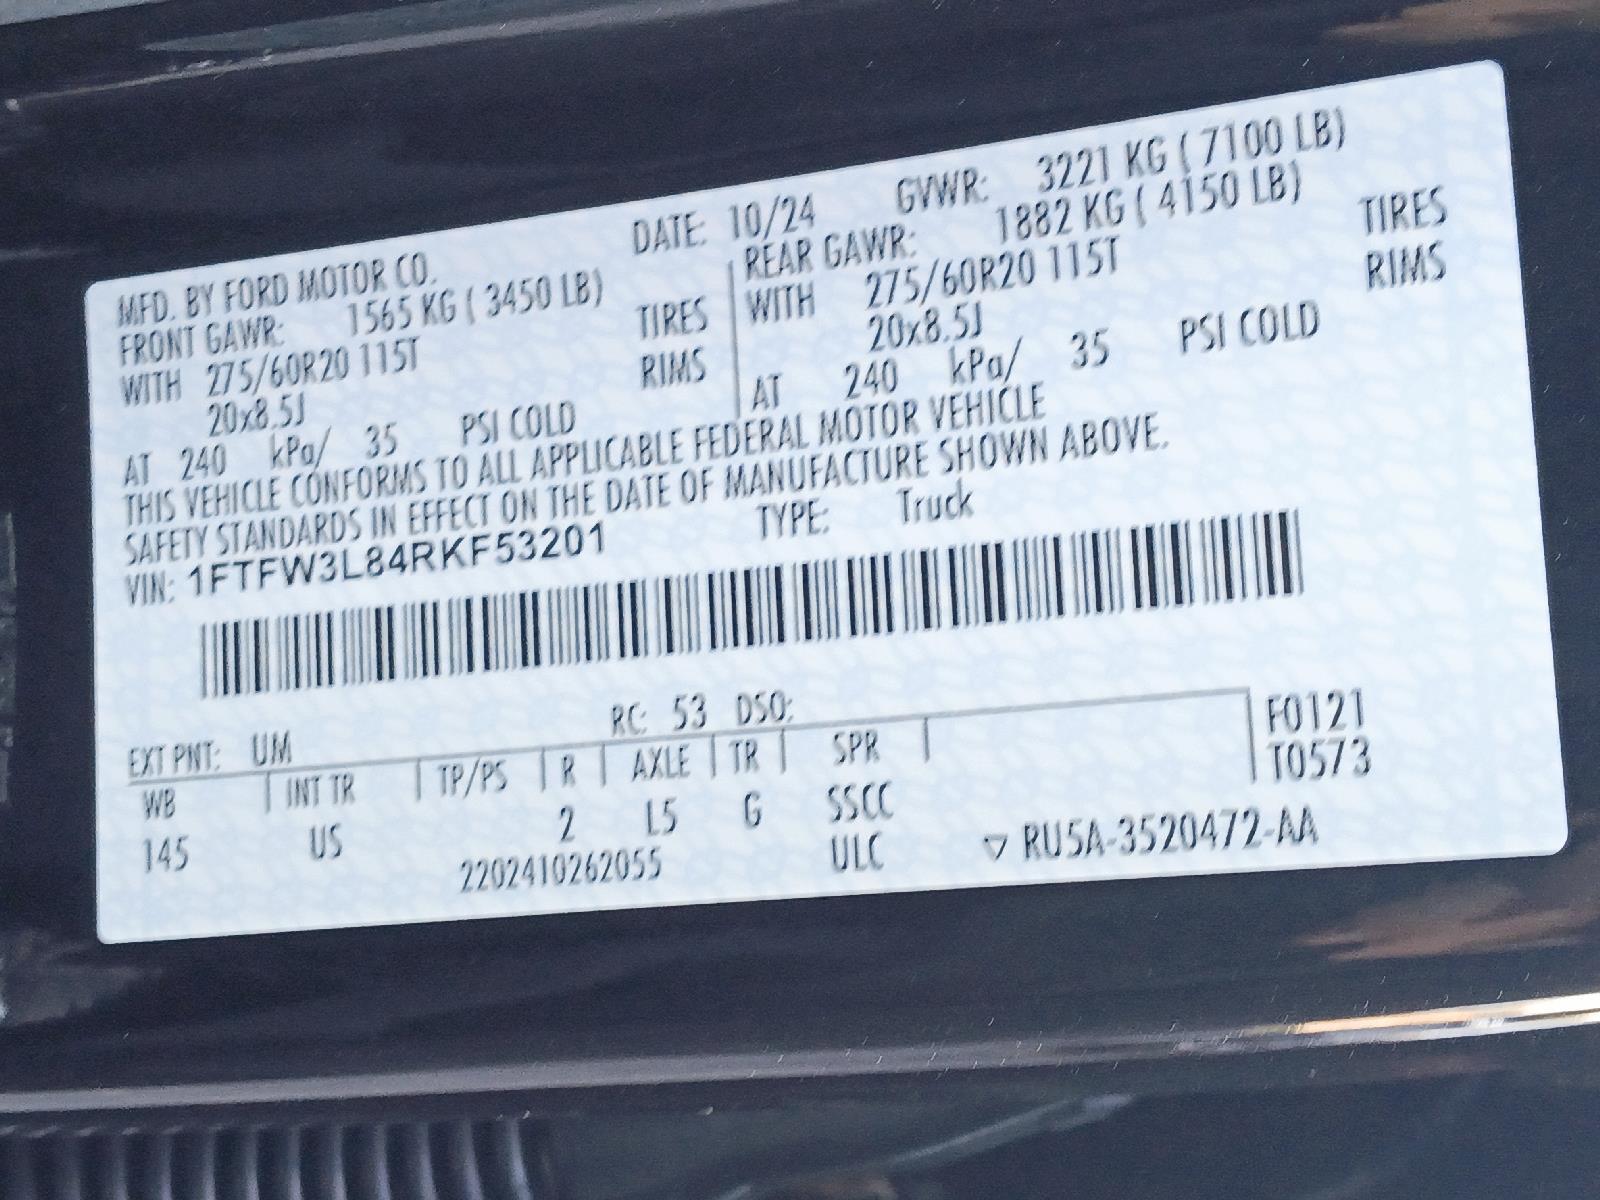 MFD. BY FORD MOTOR CO. DATE: 10/24 GVWR: 3221 KG ( 7100 LB)
FRONT GAWR: 1565 KG ( 3450 LB)
WITH 275/60R20 115T TIRES
20x8.5J RIMS
AT 240 kPa/ 35 PSI COLD
REAR GAWR: 1882 KG ( 4150 LB)
WITH 275/60R20 115T TIRES
20x8.5J RIMS
AT 240 kPa/ 35 PSI COLD
THIS VEHICLE CONFORMS TO ALL APPLICABLE FEDERAL MOTOR VEHICLE
SAFETY STANDARDS IN EFFECT ON THE DATE OF MANUFACTURE SHOWN ABOVE.
VIN: 1FTFW3L84RKF53201 TYPE: Truck
EXT PNT: UM RC: 53 DSO:
WB INT TR TP/PS R AXLE TR SPR
145 US 2 L5 G SSCC
2202410262055 ULC
F0121
T0573
▽ RU5A-3520472-AA